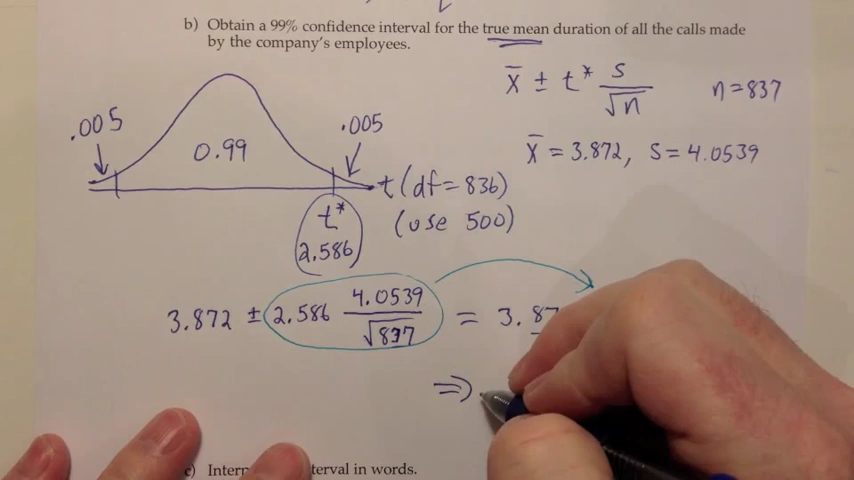 b) Obtain a 99% confidence interval for the true mean duration of all the calls made
by the company's employees.
x̄ ± t* s/√n
n=837
.005
.005
0.99
x̄ = 3.872, s = 4.0539
t (df=836)
t*
(use 500)
2.586
3.872 ± 2.586 4.0539/√837 = 3.87
⇒
c) Inter
terval in words.